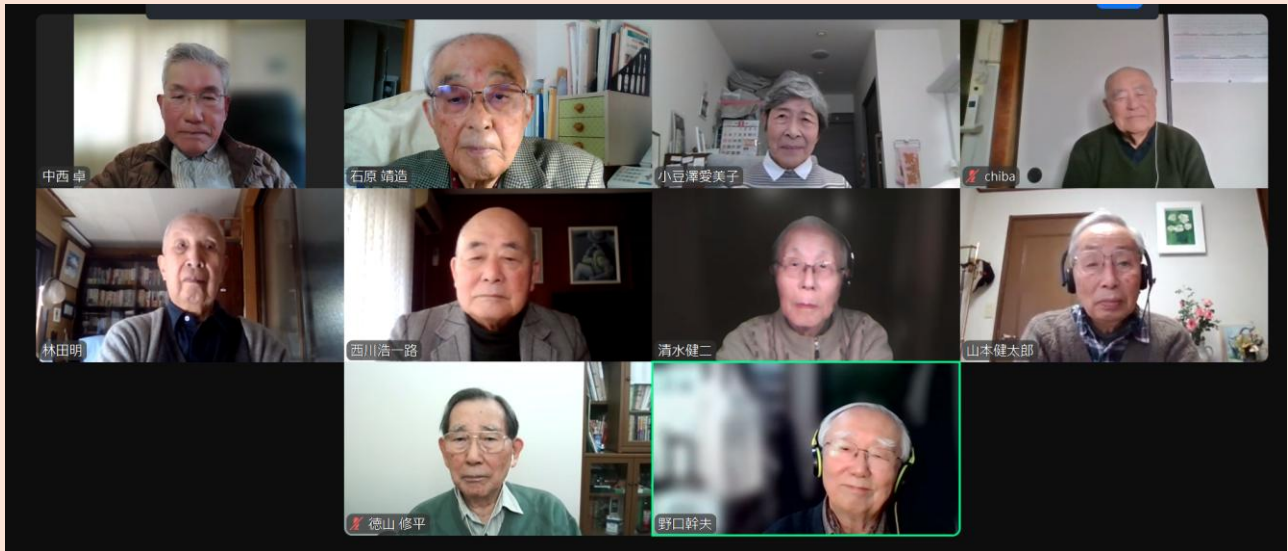 中西 卓
石原 靖造
小豆澤愛美子
chiba
林田明
西川浩一路
清水健二
山本健太郎
徳山 修平
野口幹夫